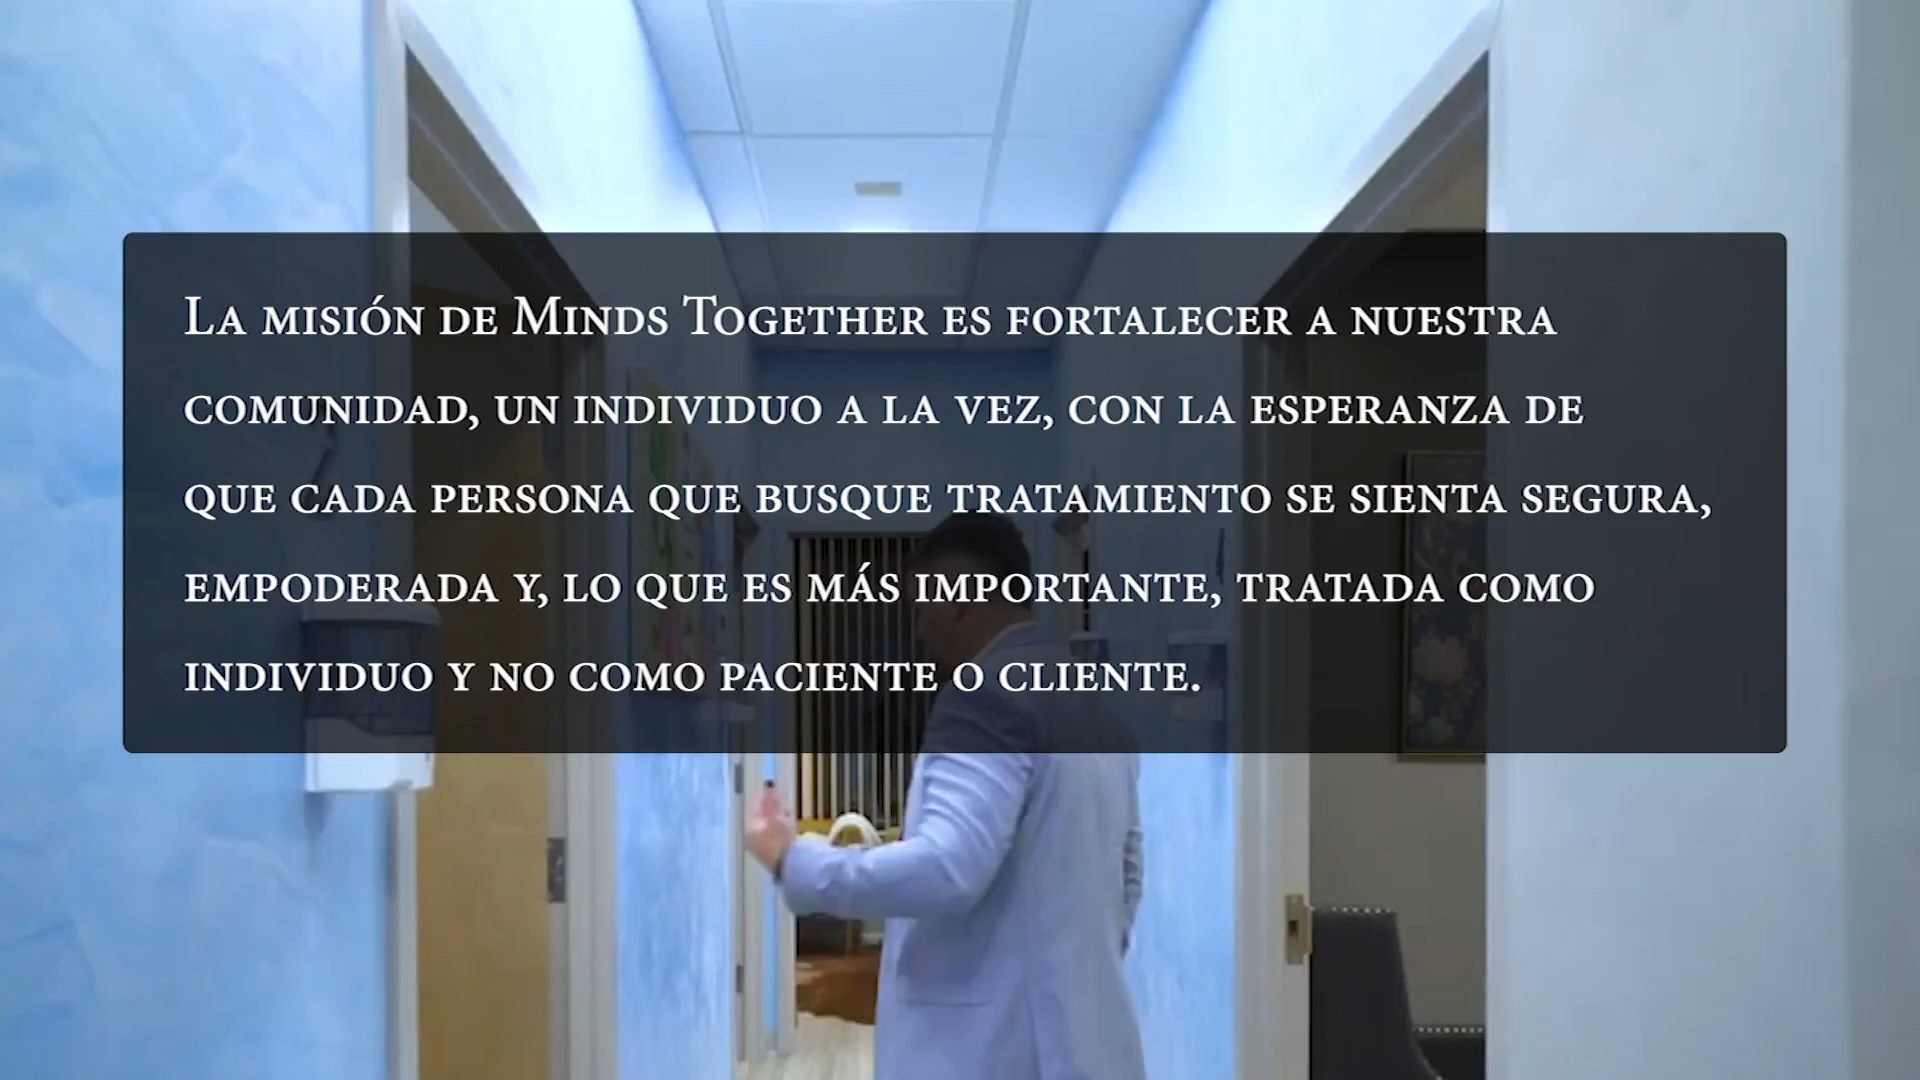 La misión de Minds Together es fortalecer a nuestra
comunidad, un individuo a la vez, con la esperanza de
que cada persona que busque tratamiento se sienta segura,
empoderada y, lo que es más importante, tratada como
individuo y no como paciente o cliente.